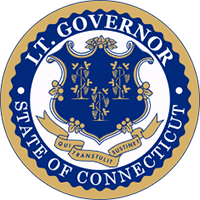 LT. GOVERNOR
QUI TRANSTULIT SUSTINET
• STATE OF CONNECTICUT •